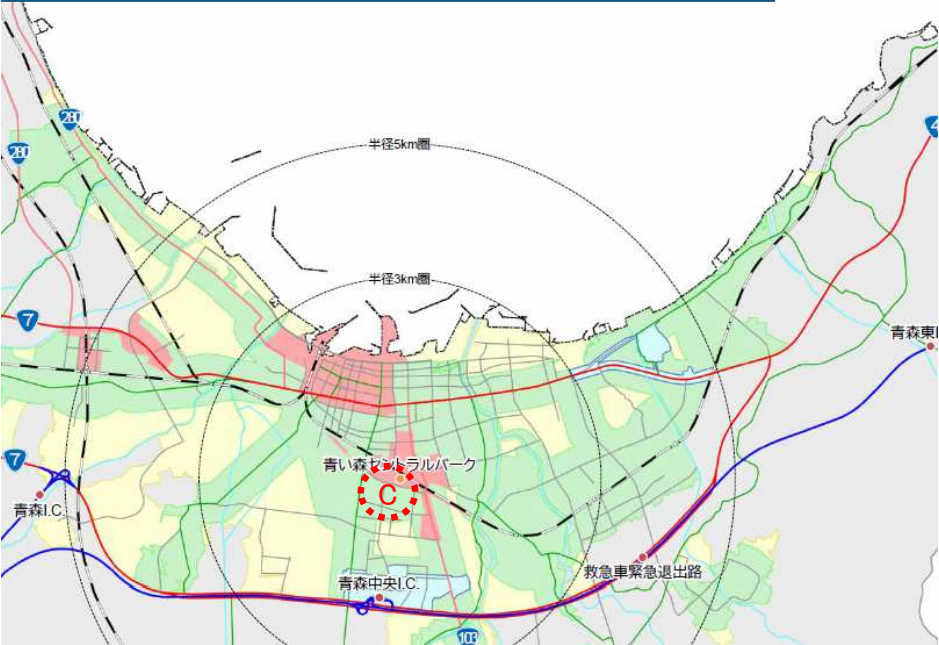 280
280
4
半径5km圏
半径3km圏
7
青森東I
青い森セントラルパーク
C
7
青森I.C.
青森中央I.C.
救急車緊急退出路
103